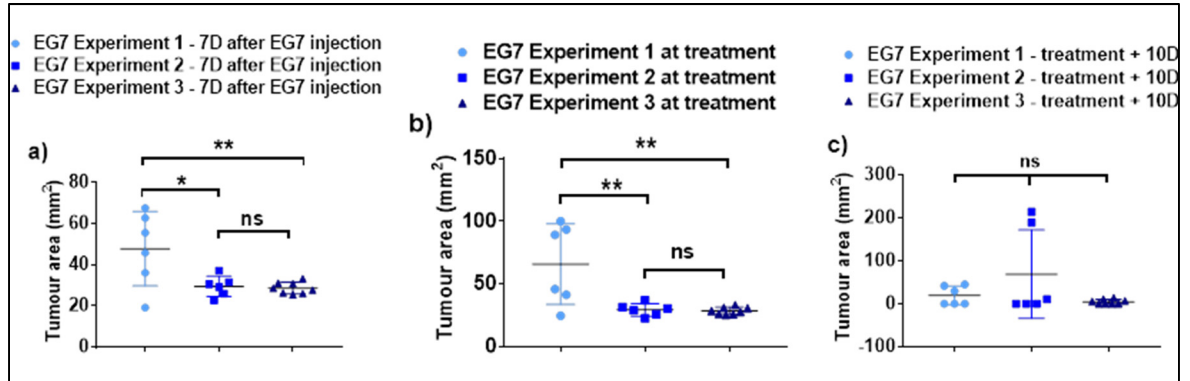 EG7 Experiment 1 - 7D after EG7 injection
EG7 Experiment 2 - 7D after EG7 injection
EG7 Experiment 3 - 7D after EG7 injection
a)
Tumour area (mm²)
80
60
40
20
0
**
*
ns
EG7 Experiment 1 at treatment
EG7 Experiment 2 at treatment
EG7 Experiment 3 at treatment
b)
Tumour area (mm²)
150
100
50
0
**
**
ns
EG7 Experiment 1 - treatment + 10D
EG7 Experiment 2 - treatment + 10D
EG7 Experiment 3 - treatment + 10D
c)
Tumour area (mm²)
300
200
100
0
-100
ns